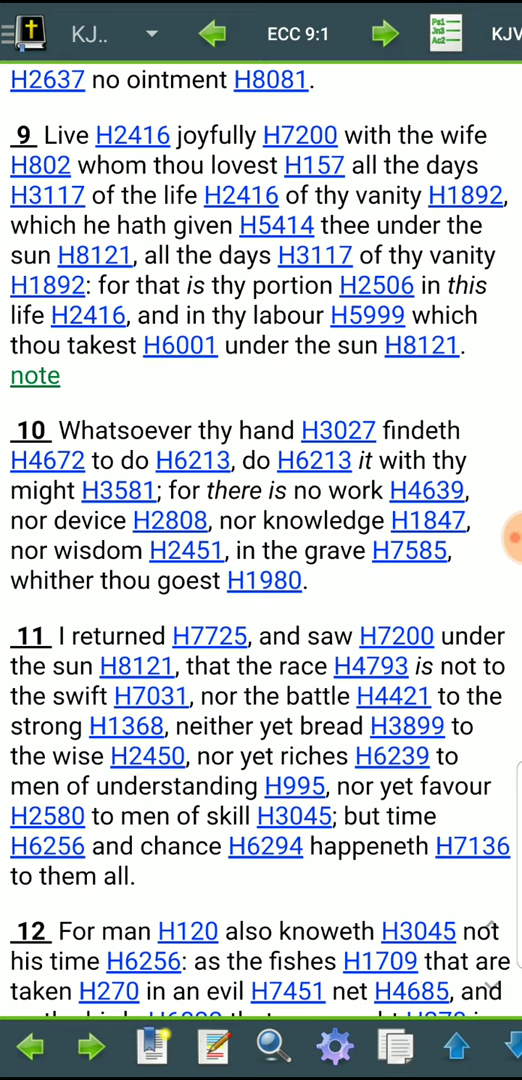 KJ..
ECC 9:1
Ps1
Jn3
Ac2
KJV
H2637 no ointment H8081.
9 Live H2416 joyfully H7200 with the wife
H802 whom thou lovest H157 all the days
H3117 of the life H2416 of thy vanity H1892,
which he hath given H5414 thee under the
sun H8121, all the days H3117 of thy vanity
H1892: for that is thy portion H2506 in this
life H2416, and in thy labour H5999 which
thou takest H6001 under the sun H8121.
note
10 Whatsoever thy hand H3027 findeth
H4672 to do H6213, do H6213 it with thy
might H3581; for there is no work H4639,
nor device H2808, nor knowledge H1847,
nor wisdom H2451, in the grave H7585,
whither thou goest H1980.
11 I returned H7725, and saw H7200 under
the sun H8121, that the race H4793 is not to
the swift H7031, nor the battle H4421 to the
strong H1368, neither yet bread H3899 to
the wise H2450, nor yet riches H6239 to
men of understanding H995, nor yet favour
H2580 to men of skill H3045; but time
H6256 and chance H6294 happeneth H7136
to them all.
12 For man H120 also knoweth H3045 not
his time H6256: as the fishes H1709 that are
taken H270 in an evil H7451 net H4685, and